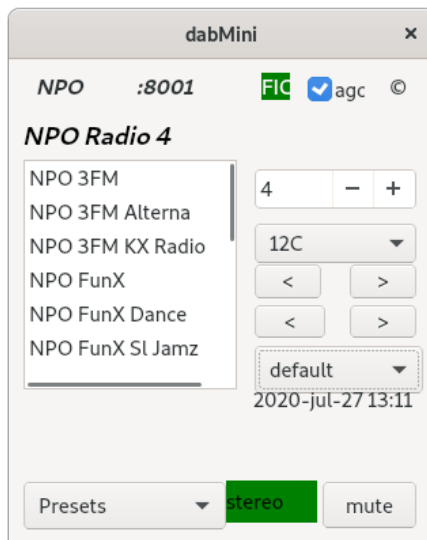 dabMini ×
NPO :8001 FIC agc ©
NPO Radio 4
NPO 3FM
NPO 3FM Alterna
NPO 3FM KX Radio
NPO FunX
NPO FunX Dance
NPO FunX Sl Jamz
4 − +
12C
< >
< >
default
2020-jul-27 13:11
Presets stereo mute